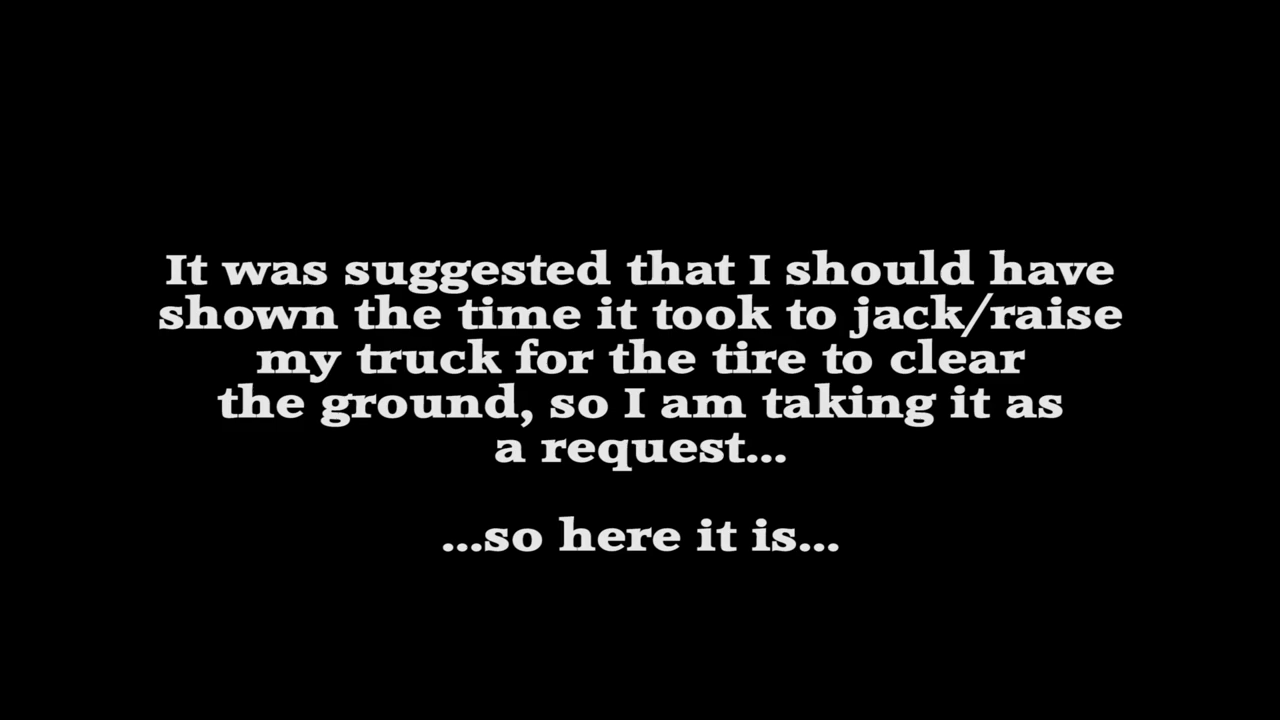 It was suggested that I should have
shown the time it took to jack/raise
my truck for the tire to clear
the ground, so I am taking it as
a request...
...so here it is...